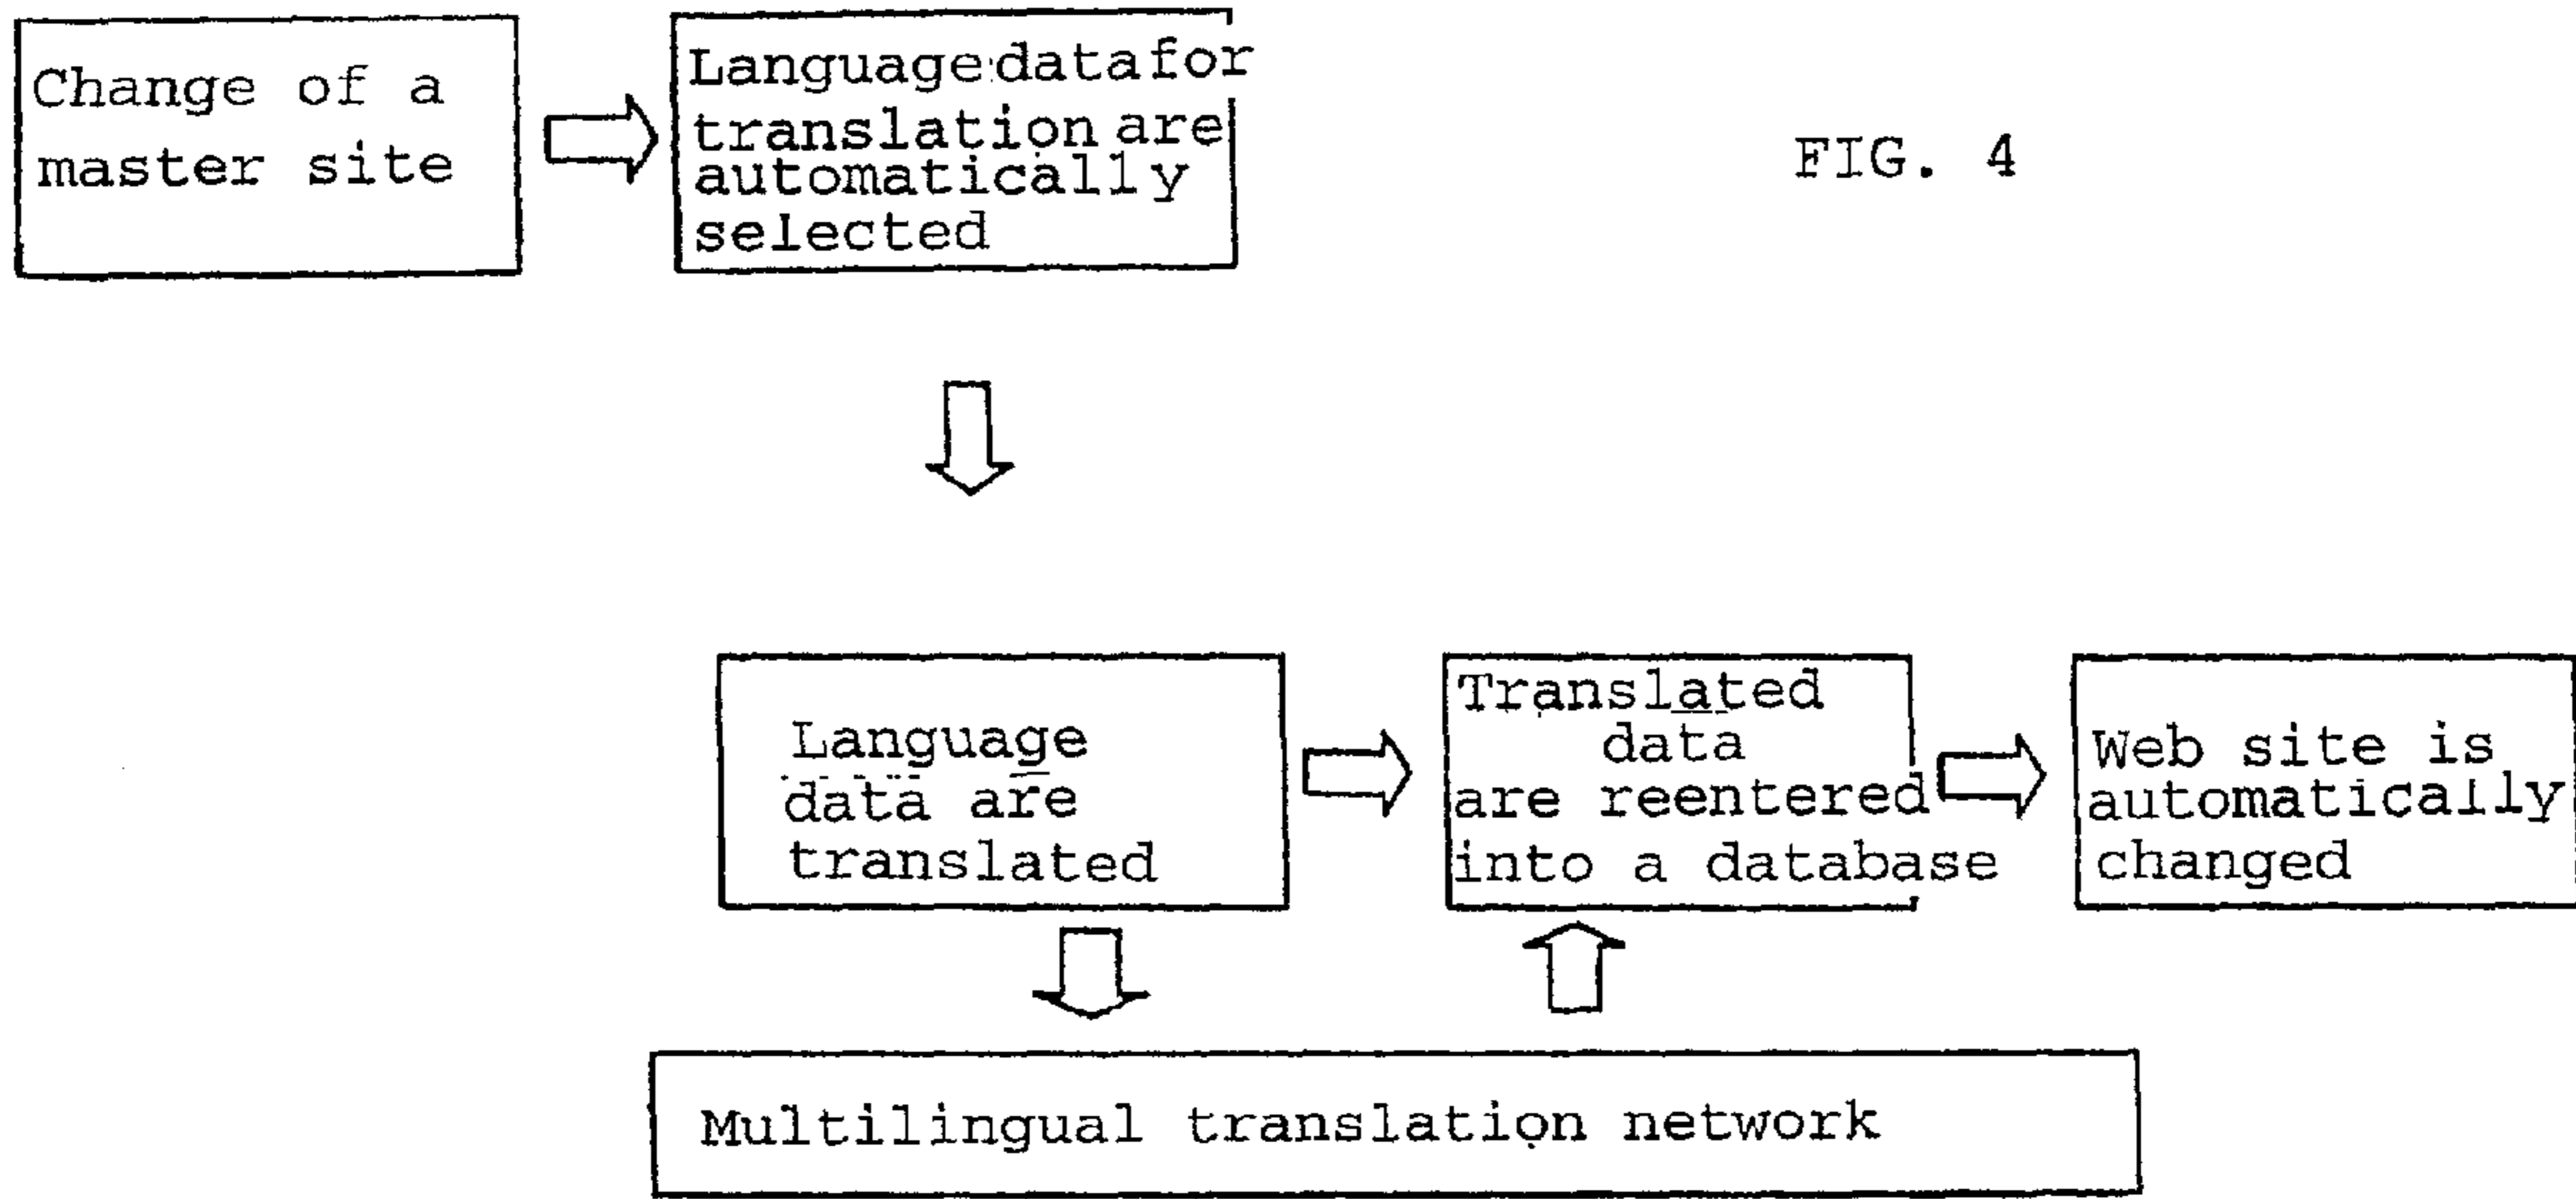 Change of a
master site
Language data for
translation are
automatically
selected
FIG. 4
Language
data are
translated
Translated
data
are reentered
into a database
Web site is
automatically
changed
Multilingual translation network